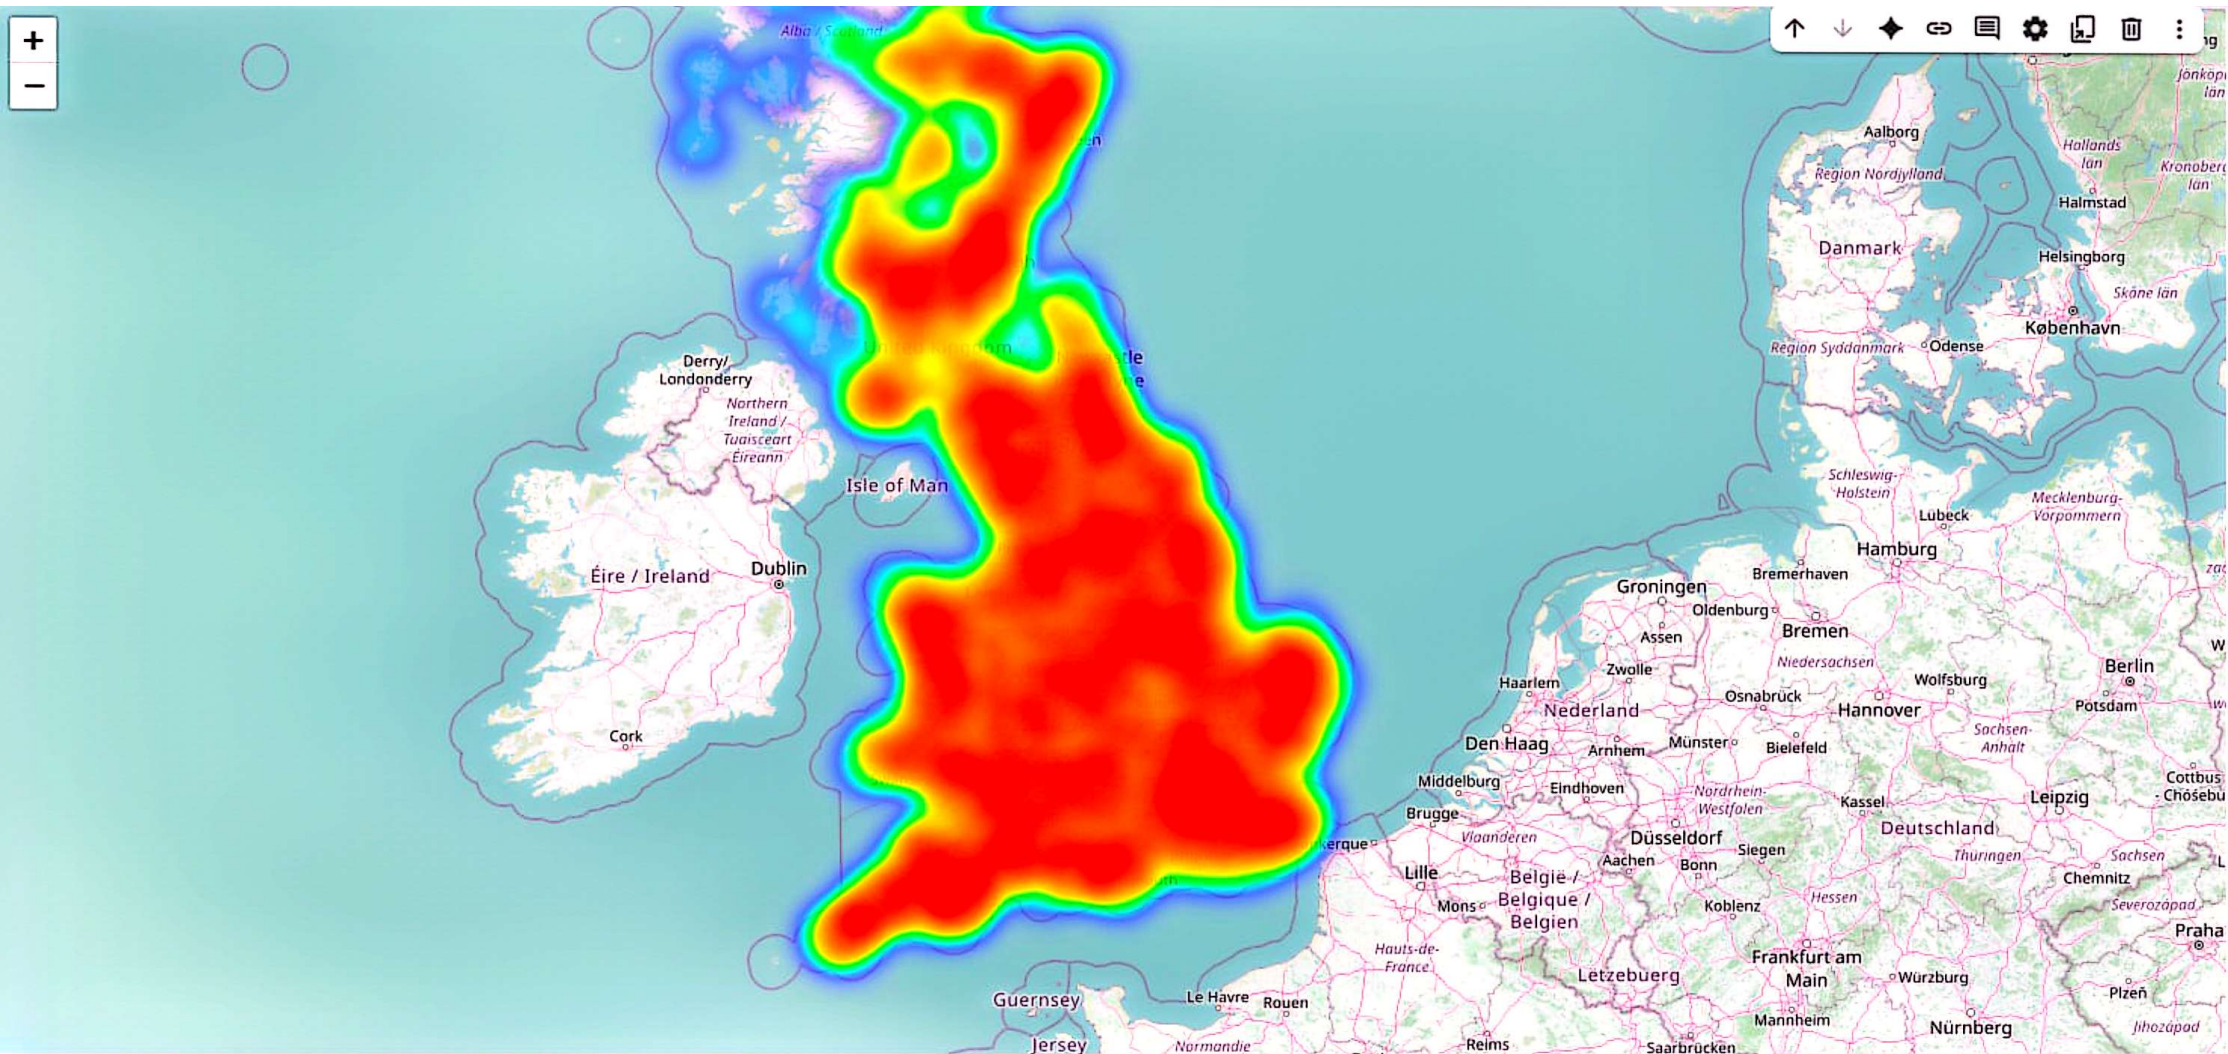 +
−
Alba / Scotland
United Kingdom
Derry/
Londonderry
Northern
Ireland /
Tuaisceart
Éireann
Isle of Man
Dublin
Éire / Ireland
Cork
Guernsey
Jersey
Le Havre
Rouen
Normandie
Reims
Hauts-de-
France
Lille
Mons
België /
Belgique /
Belgien
Vlaanderen
Brugge
Middelburg
Den Haag
Haarlem
Nederland
Zwolle
Assen
Groningen
Arnhem
Eindhoven
Aachen
Düsseldorf
Bonn
Siegen
Koblenz
Nordrhein-
Westfalen
Münster
Osnabrück
Bielefeld
Kassel
Hessen
Frankfurt am
Main
Mannheim
Saarbrücken
Lëtzebuerg
Würzburg
Nürnberg
Thüringen
Deutschland
Leipzig
Sachsen
Chemnitz
Cottbus
- Chóśebu
Sachsen-
Anhalt
Hannover
Wolfsburg
Niedersachsen
Bremen
Oldenburg
Bremerhaven
Hamburg
Lübeck
Schleswig-
Holstein
Mecklenburg-
Vorpommern
Berlin
Potsdam
Severozápad
Praha
Plzeň
Jihozápad
Aalborg
Region Nordjylland
Danmark
Region Syddanmark
Odense
København
Helsingborg
Skåne län
Halmstad
Hallands
län
Kronoberg
län
Jönköpi
län